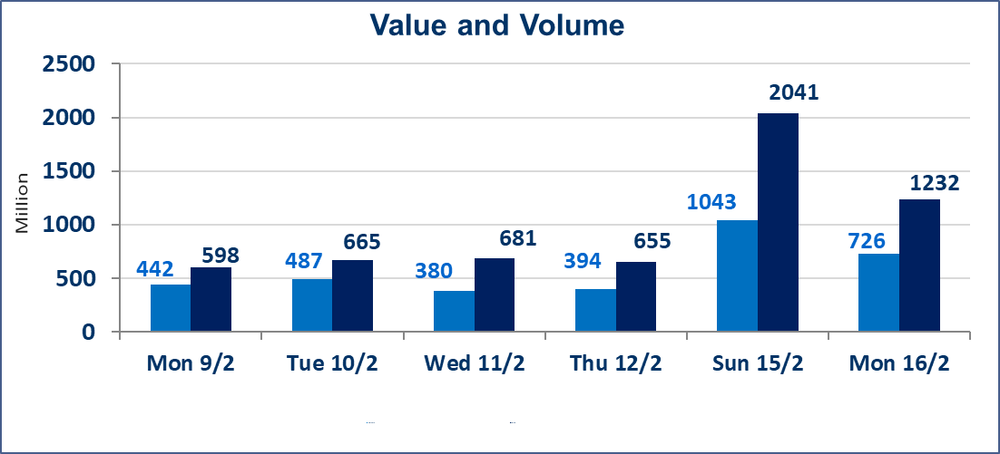 Value and Volume
2500
2000
1500
1000
500
0
Million
442
598
487
665
380
681
394
655
1043
2041
726
1232
Mon 9/2
Tue 10/2
Wed 11/2
Thu 12/2
Sun 15/2
Mon 16/2